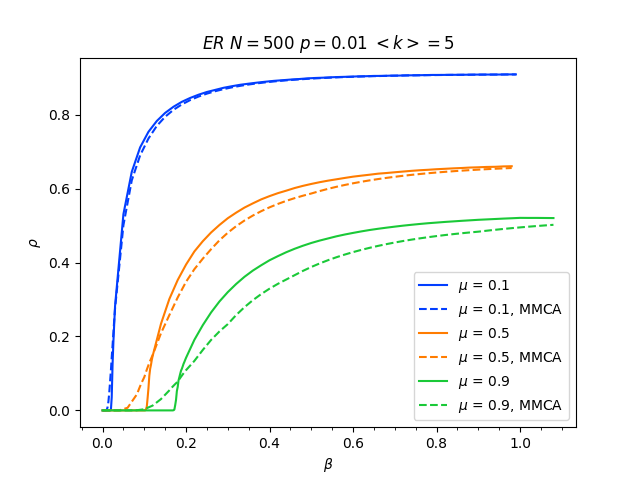 ER N = 500 p = 0.01 < k > = 5
0.8
0.6
0.4
0.2
0.0
ρ
0.0 0.2 0.4 0.6 0.8 1.0
β
μ = 0.1
μ = 0.1, MMCA
μ = 0.5
μ = 0.5, MMCA
μ = 0.9
μ = 0.9, MMCA